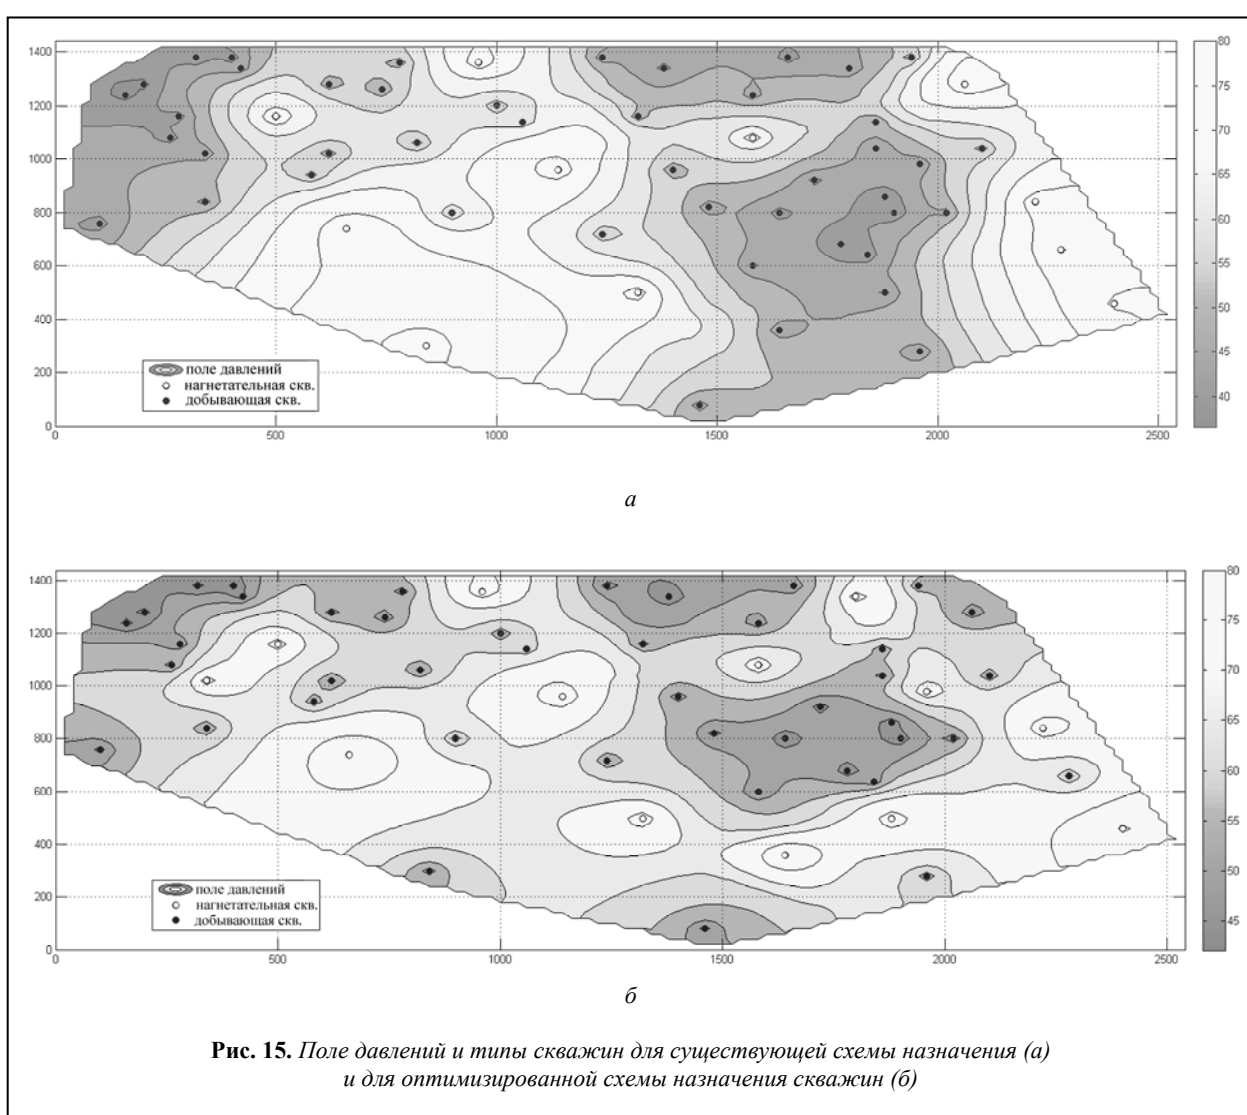 1400
1200
1000
800
600
400
200
0
0 500 1000 1500 2000 2500
80
75
70
65
60
55
50
45
40
поле давлений
нагнетательная скв.
добывающая скв.
а
1400
1200
1000
800
600
400
200
0
0 500 1000 1500 2000 2500
80
75
70
65
60
55
50
45
поле давлений
нагнетательная скв.
добывающая скв.
б
Рис. 15. Поле давлений и типы скважин для существующей схемы назначения (а)
и для оптимизированной схемы назначения скважин (б)